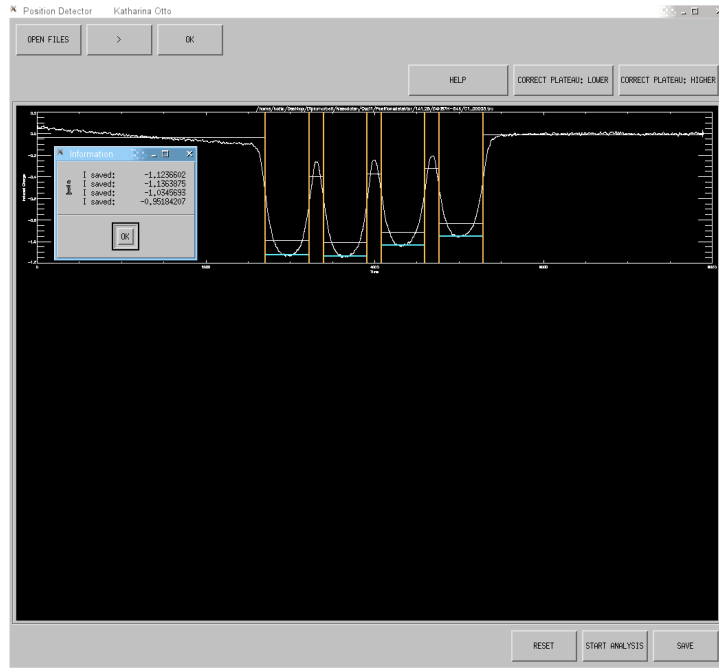 Position Detector Katharina Otto
OPEN FILES > OK
HELP CORRECT PLATEAU: LOWER CORRECT PLATEAU: HIGHER
Information
I saved: -1.1236602
I saved: -1.1363875
I saved: -1.0345693
I saved: -0.95184207
OK
Time
RESET START ANALYSIS SAVE